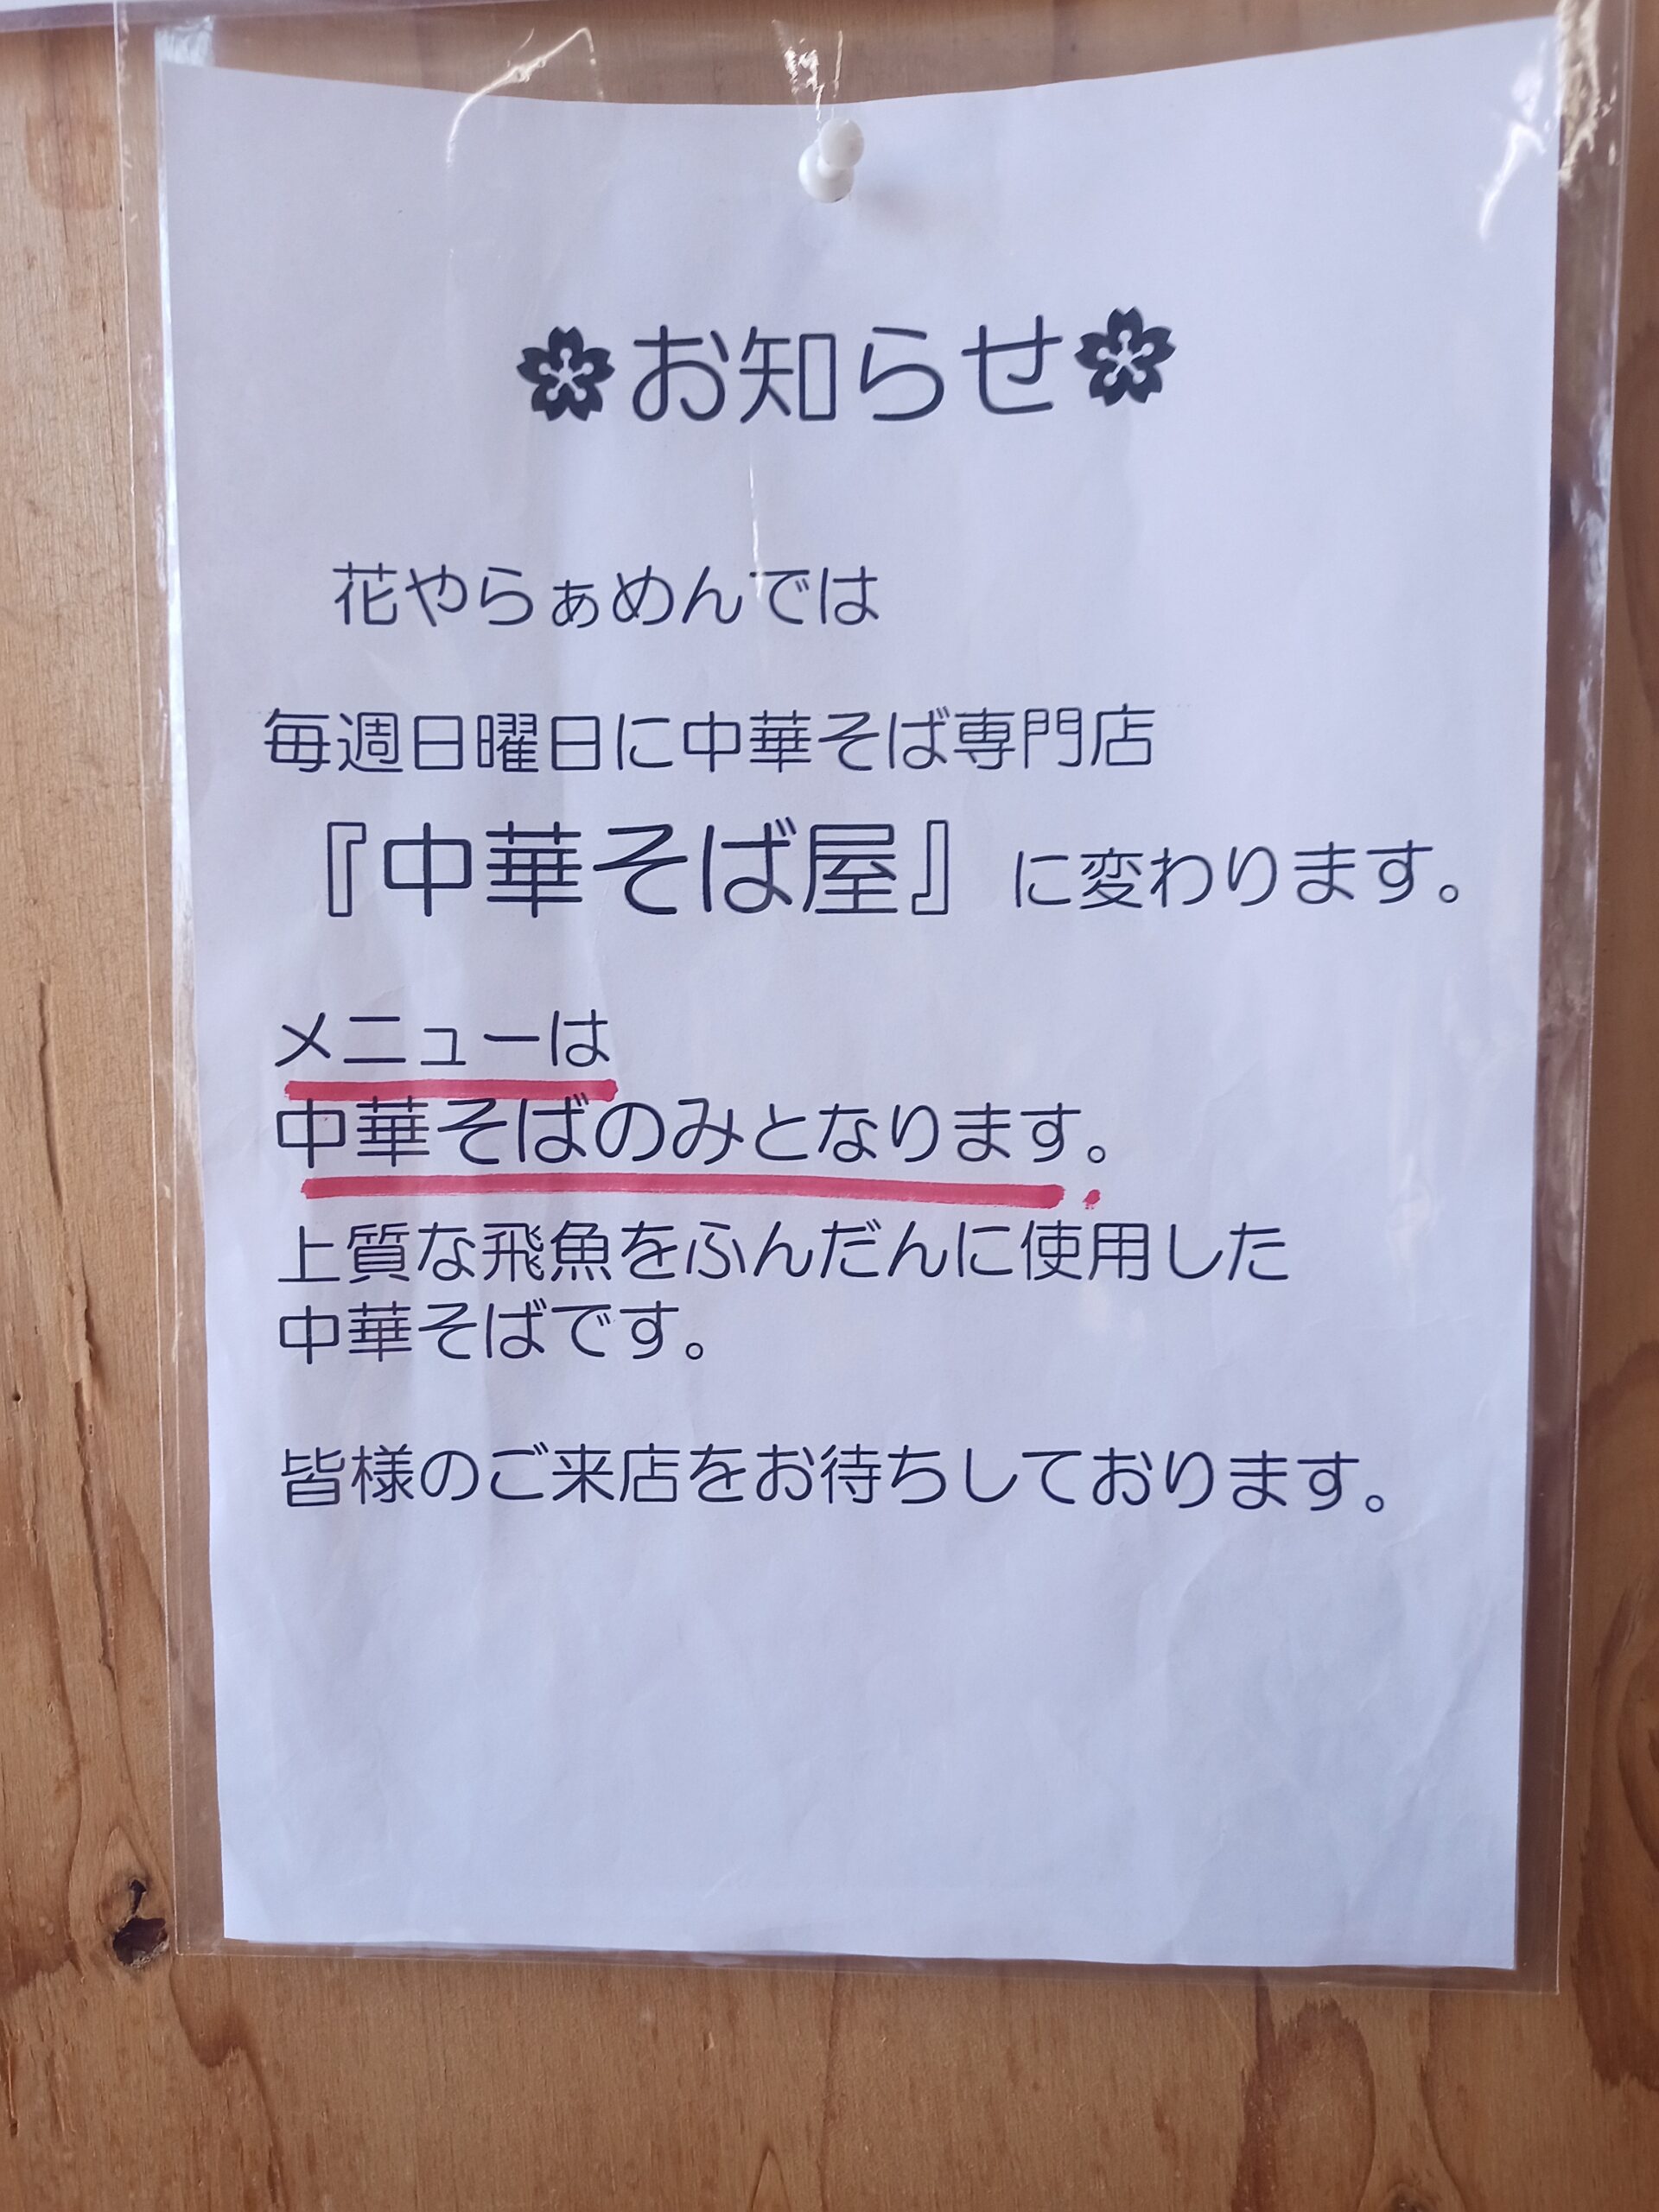 お知らせ
花やらぁめんでは
毎週日曜日に中華そば専門店
『中華そば屋』に変わります。
メニューは
中華そばのみとなります。
上質な飛魚をふんだんに使用した
中華そばです。
皆様のご来店をお待ちしております。